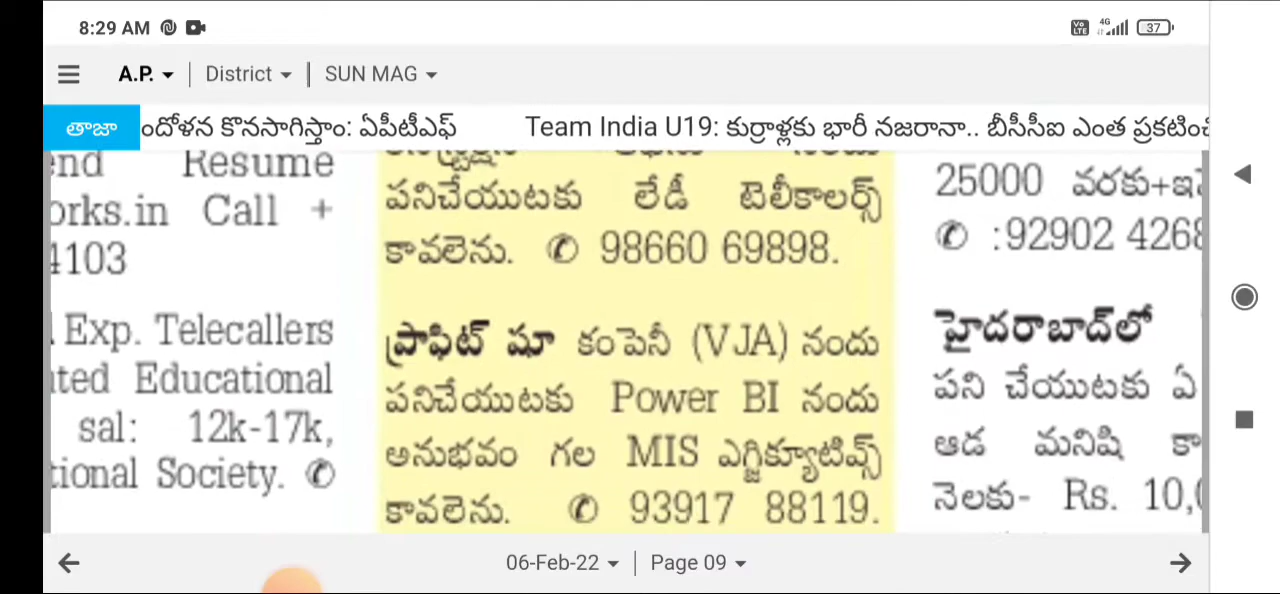 8:29 AM
4G
37
A.P.
District
SUN MAG
తాజా
ందోళన కొనసాగిస్తాం: ఏపీటీఎఫ్
Team India U19: కుర్రాళ్లకు భారీ నజరానా.. బీసీసీఐ ఎంత ప్రకటించి
end Resume
orks.in Call +
4103
Exp. Telecallers
ted Educational
sal: 12k-17k,
tional Society. ✆
పనిచేయుటకు లేడీ టెలీకాలర్స్
కావలెను. ✆ 98660 69898.
ప్రాఫిట్ షూ కంపెనీ (VJA) నందు
పనిచేయుటకు Power BI నందు
అనుభవం గల MIS ఎగ్జిక్యూటివ్స్
కావలెను. ✆ 93917 88119.
25000 వరకు+ఇ
✆ :92902 4268
హైదరాబాద్‌లో
పని చేయుటకు ఏ
ఆడ మనిషి కా
నెలకు- Rs. 10,0
06-Feb-22
Page 09